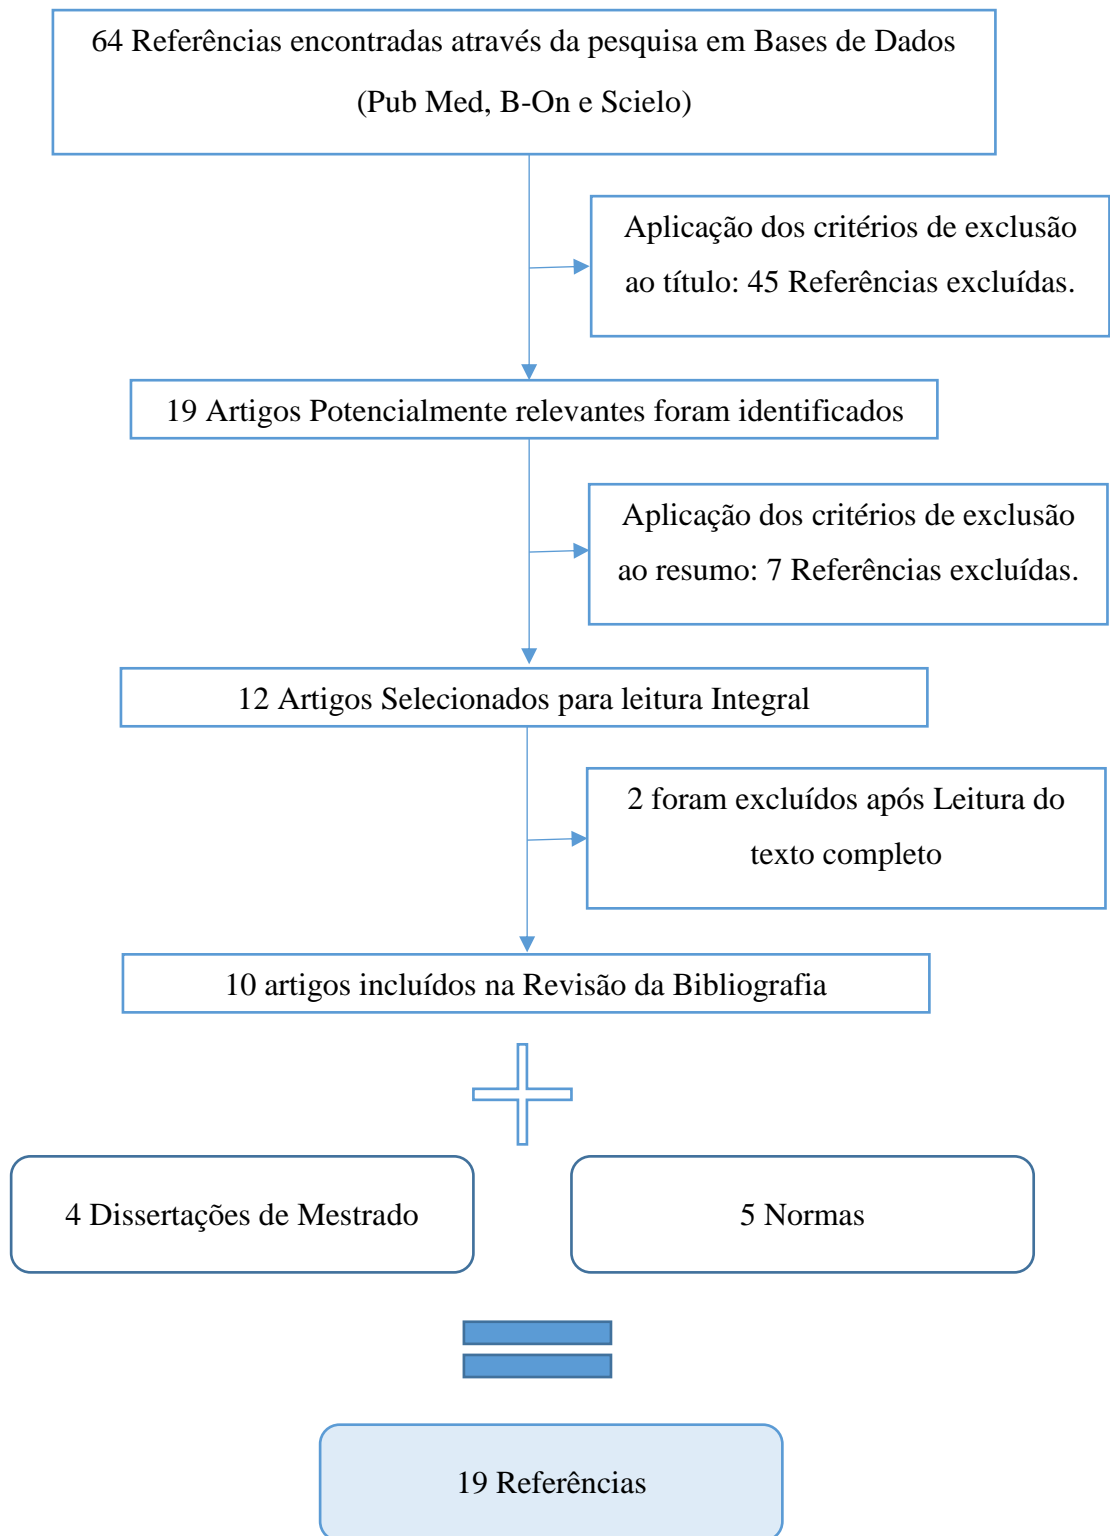 64 Referências encontradas através da pesquisa em Bases de Dados
(Pub Med, B-On e Scielo)
Aplicação dos critérios de exclusão
ao título: 45 Referências excluídas.
19 Artigos Potencialmente relevantes foram identificados
Aplicação dos critérios de exclusão
ao resumo: 7 Referências excluídas.
12 Artigos Selecionados para leitura Integral
2 foram excluídos após Leitura do
texto completo
10 artigos incluídos na Revisão da Bibliografia
4 Dissertações de Mestrado
5 Normas
19 Referências